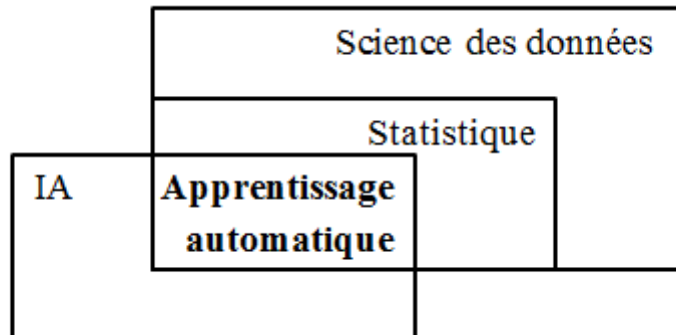 Science des données
Statistique
IA
Apprentissage
automatique